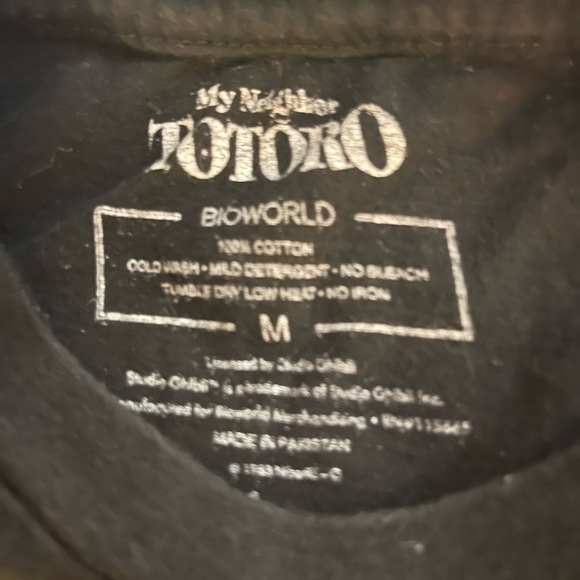 My Neighbor
TOTORO
BIOWORLD
100% COTTON
COLD WASH • MILD DETERGENT • NO BLEACH
TUMBLE DRY LOW HEAT • NO IRON
M
Licensed by Studio Ghibli
Studio Ghibli™ is a trademark of Studio Ghibli Inc.
Manufactured for Bioworld Merchandising •
MADE IN PAKISTAN
© 1988